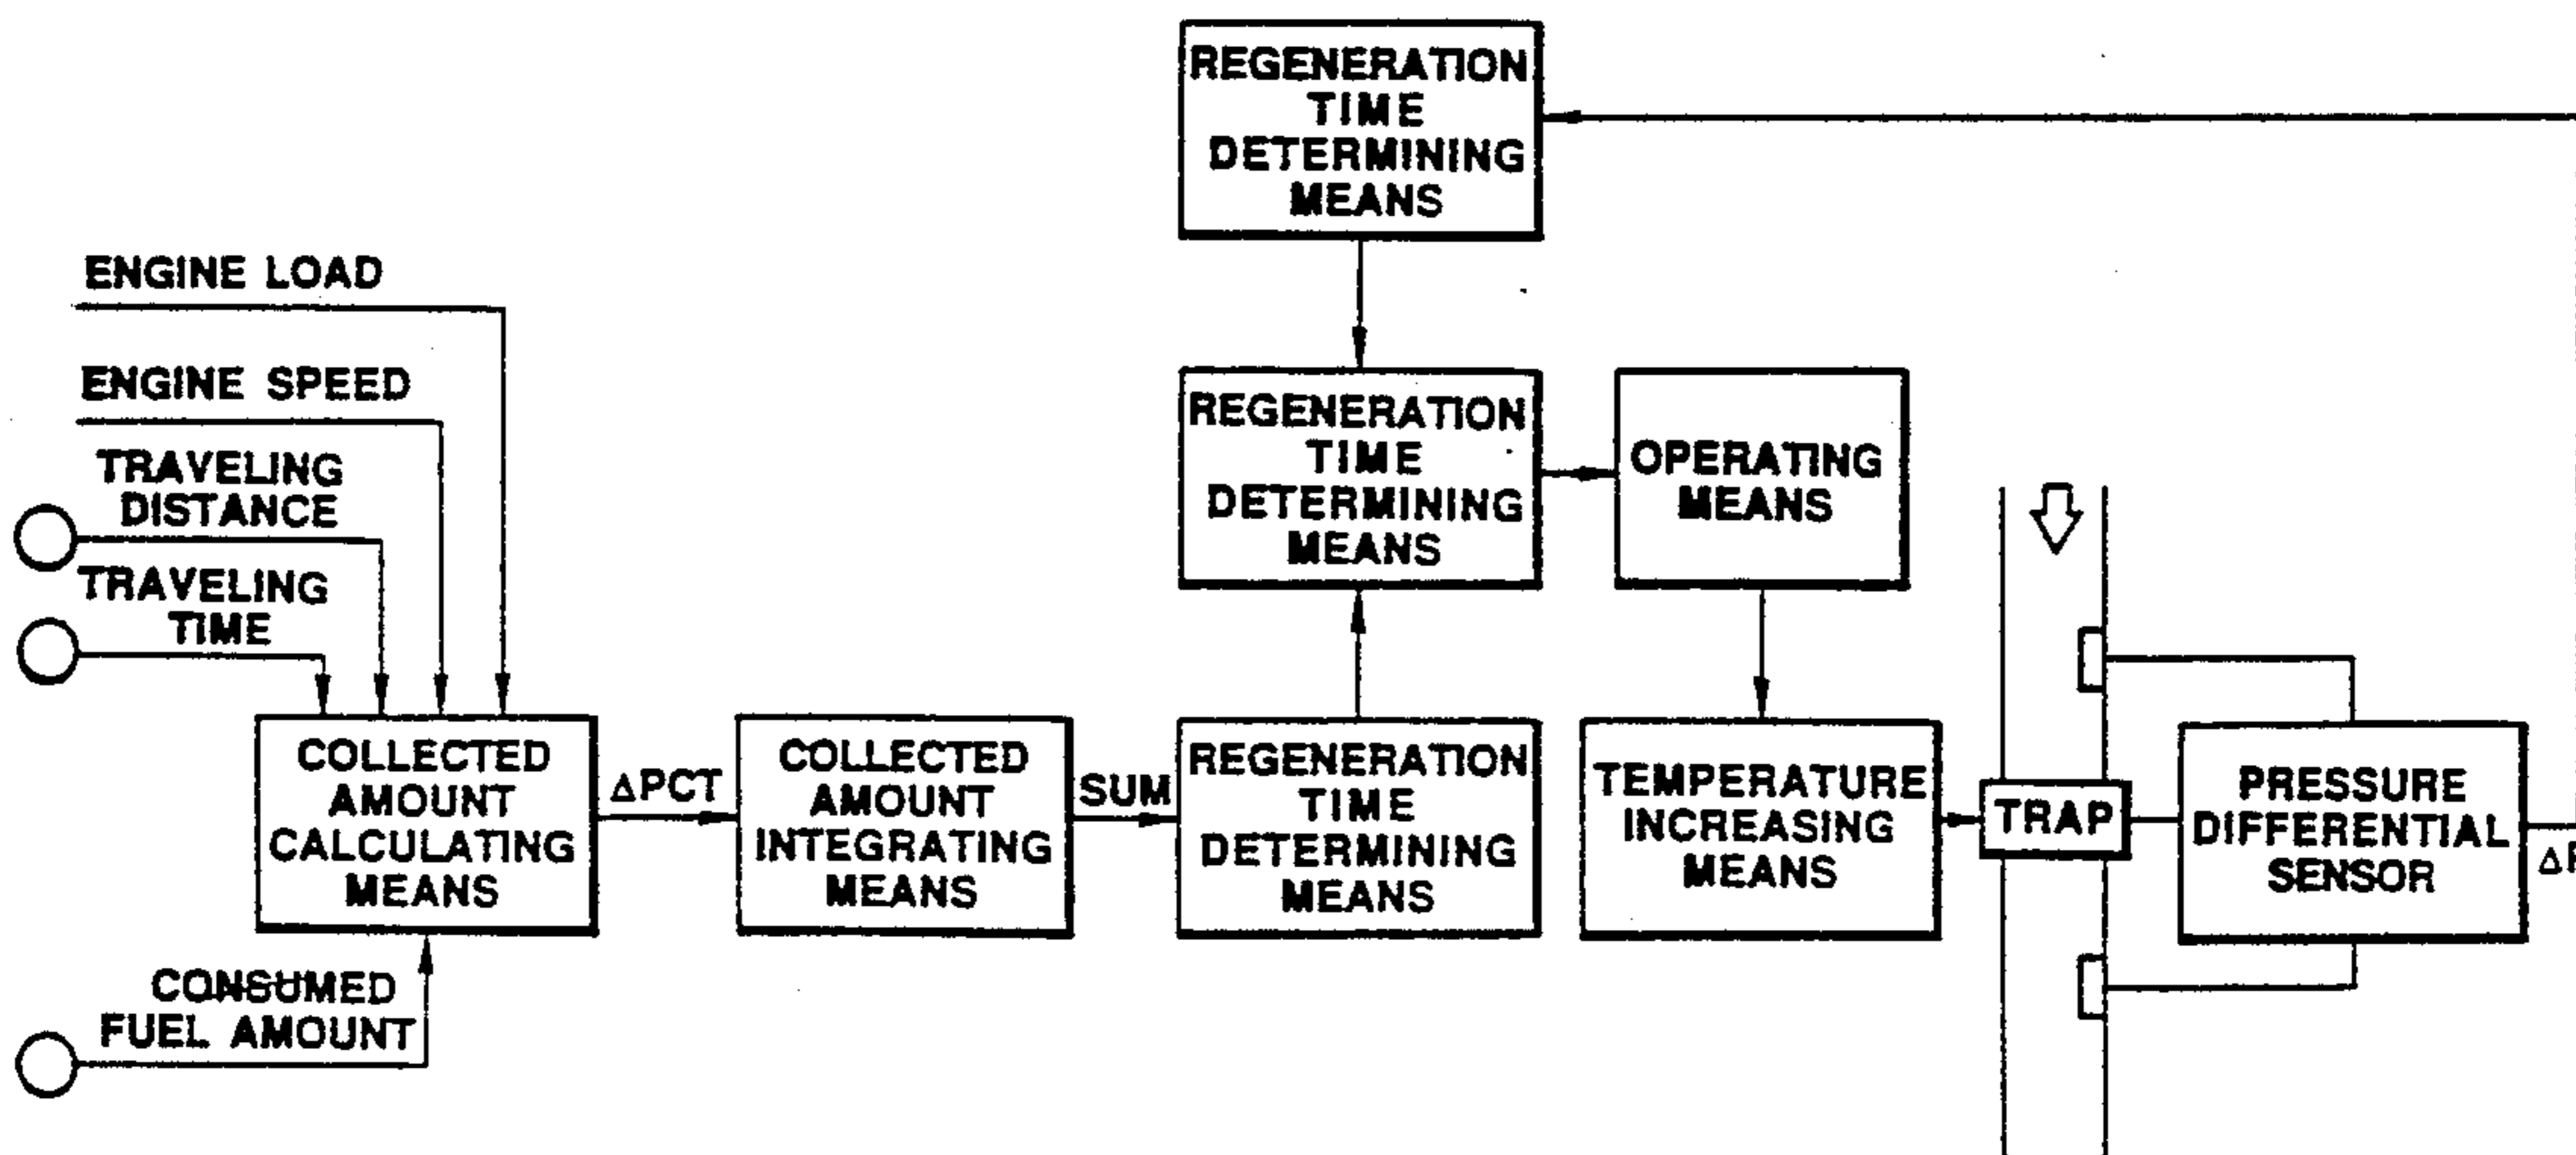 REGENERATION
TIME
DETERMINING
MEANS
ENGINE LOAD
ENGINE SPEED
TRAVELING
DISTANCE
TRAVELING
TIME
REGENERATION
TIME
DETERMINING
MEANS
OPERATING
MEANS
COLLECTED
AMOUNT
CALCULATING
MEANS
ΔPCT
COLLECTED
AMOUNT
INTEGRATING
MEANS
SUM
REGENERATION
TIME
DETERMINING
MEANS
TEMPERATURE
INCREASING
MEANS
TRAP
PRESSURE
DIFFERENTIAL
SENSOR
CONSUMED
FUEL AMOUNT